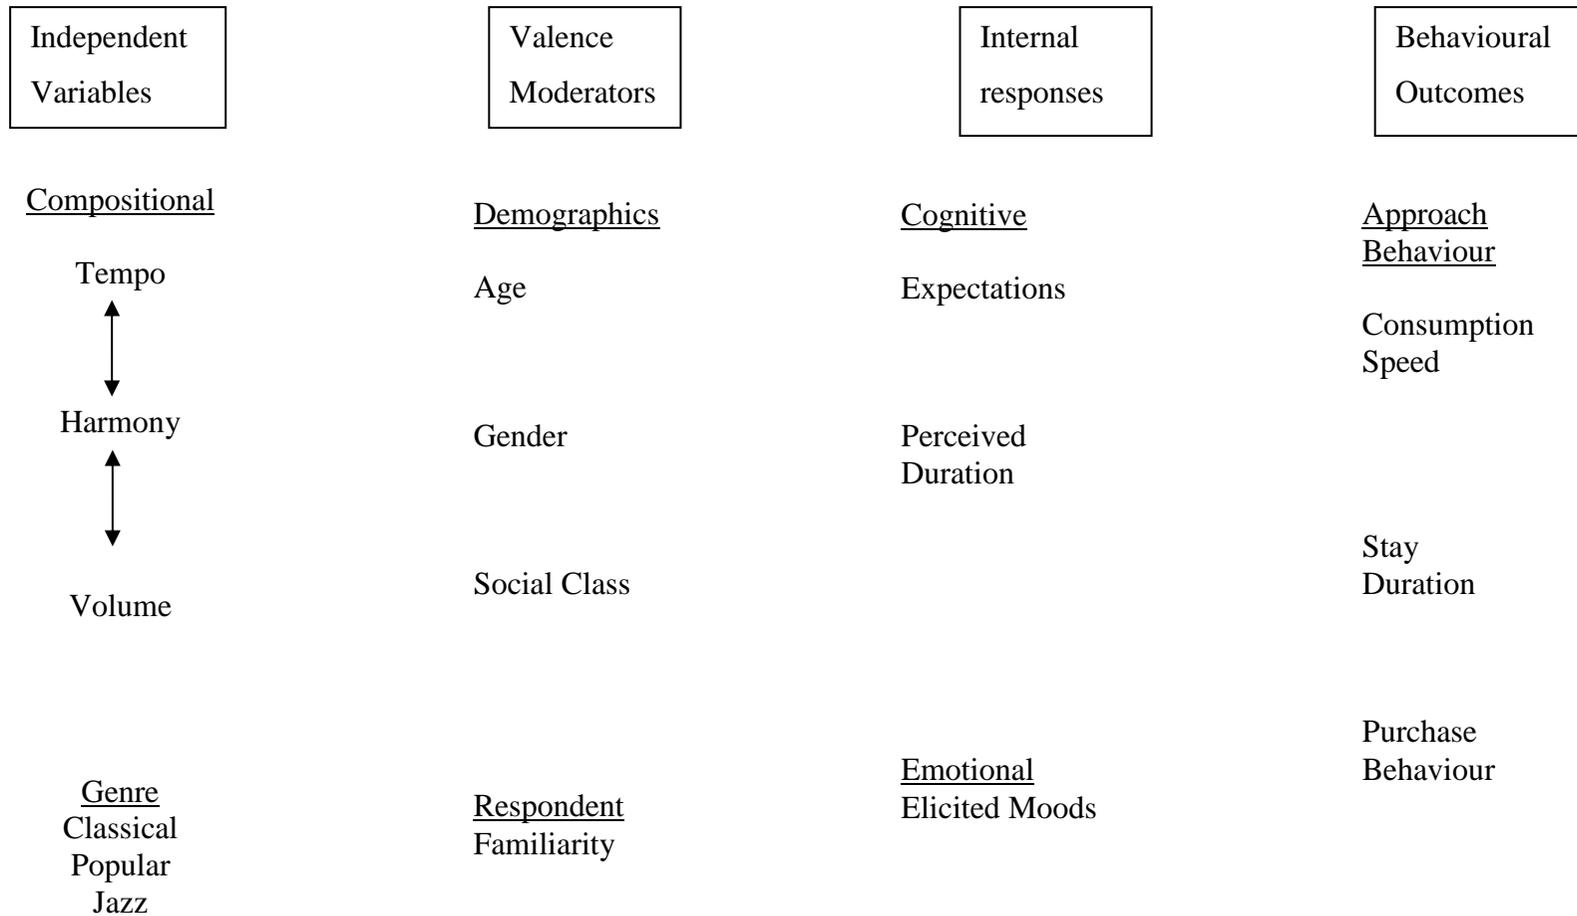 Independent
Variables
Compositional
Tempo
Harmony
Volume
Genre
Classical
Popular
Jazz
Valence
Moderators
Demographics
Age
Gender
Social Class
Respondent
Familiarity
Internal
responses
Cognitive
Expectations
Perceived
Duration
Emotional
Elicited Moods
Behavioural
Outcomes
Approach
Behaviour
Consumption
Speed
Stay
Duration
Purchase
Behaviour